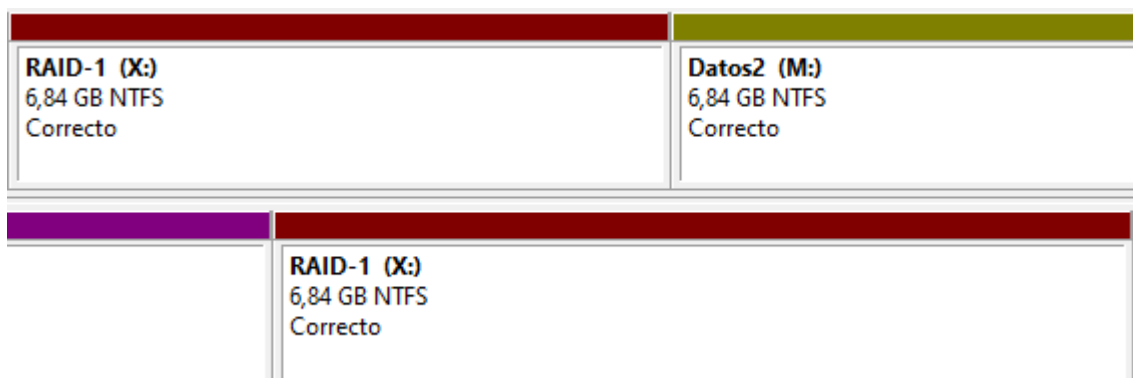 RAID-1 (X:)
6,84 GB NTFS
Correcto
Datos2 (M:)
6,84 GB NTFS
Correcto
RAID-1 (X:)
6,84 GB NTFS
Correcto